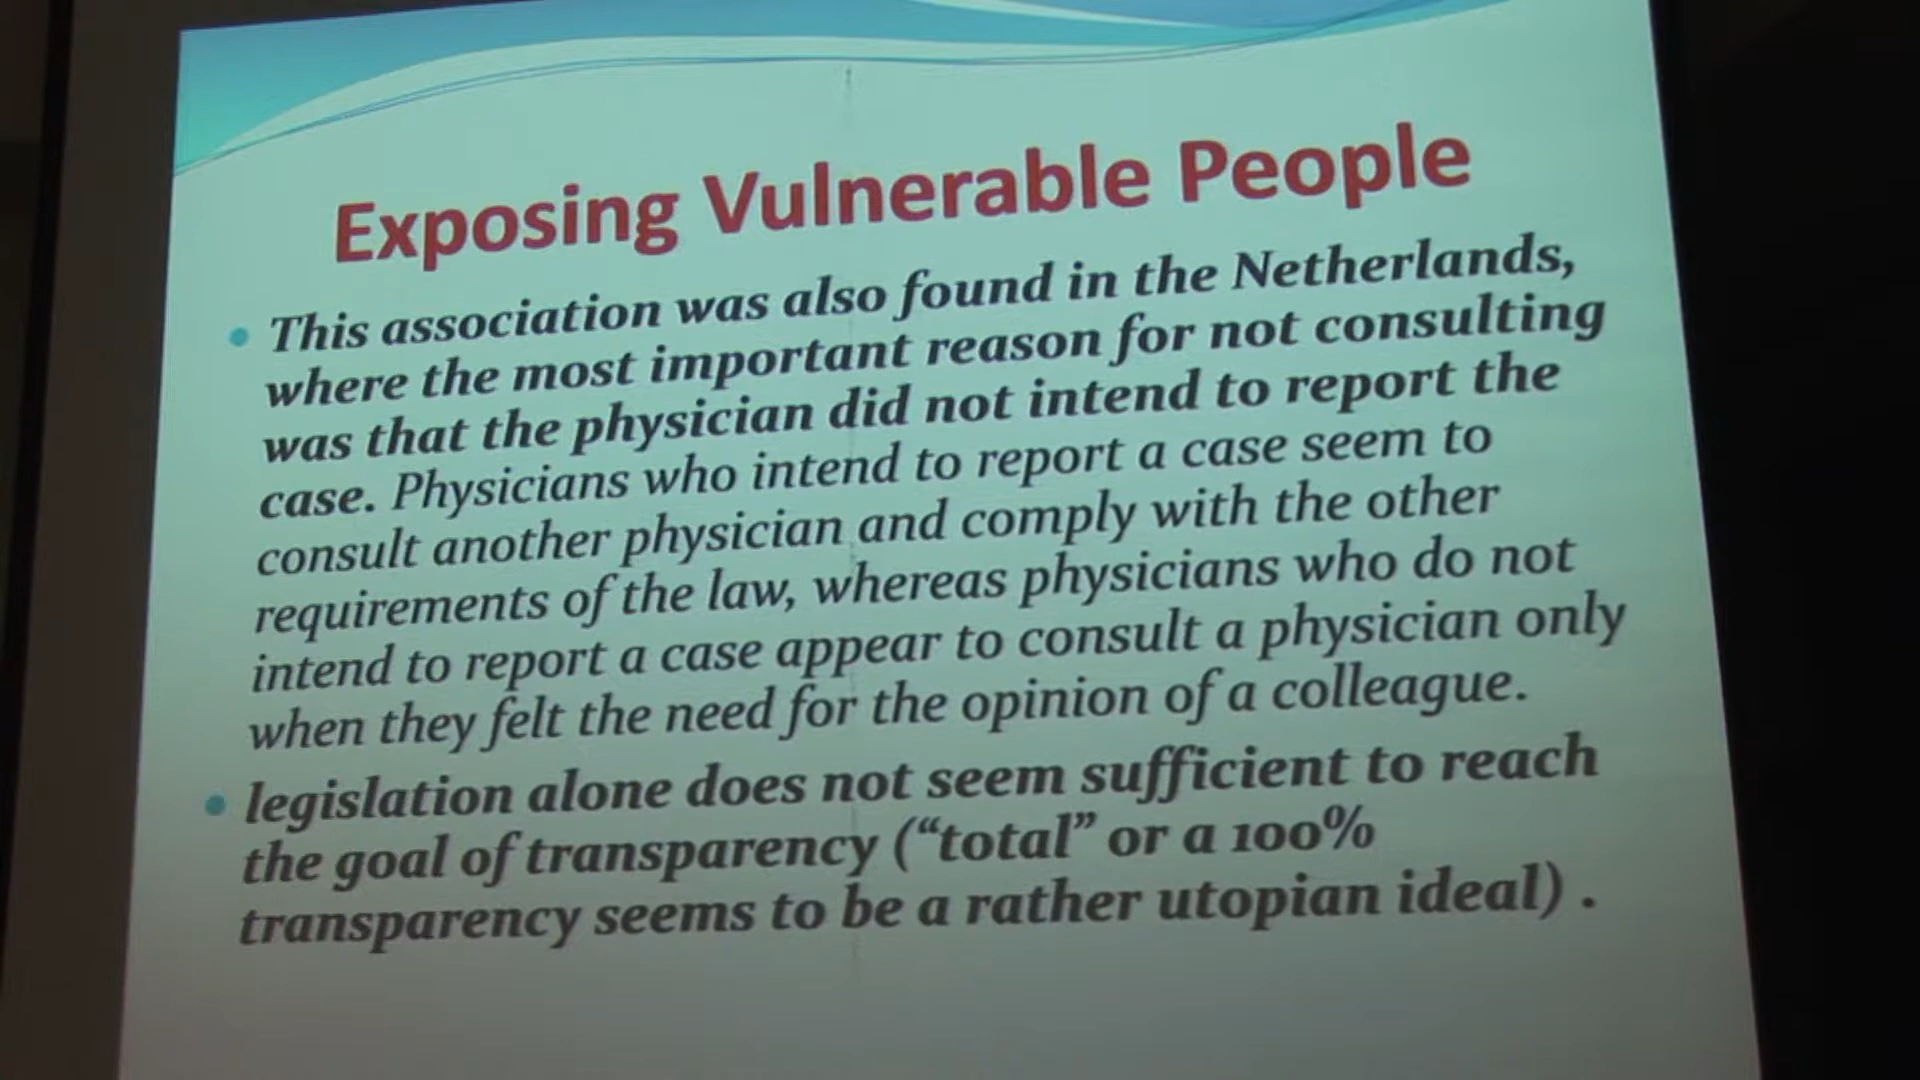 Exposing Vulnerable People
• This association was also found in the Netherlands,
where the most important reason for not consulting
was that the physician did not intend to report the
case. Physicians who intend to report a case seem to
consult another physician and comply with the other
requirements of the law, whereas physicians who do not
intend to report a case appear to consult a physician only
when they felt the need for the opinion of a colleague.
• legislation alone does not seem sufficient to reach
the goal of transparency (“total” or a 100%
transparency seems to be a rather utopian ideal) .